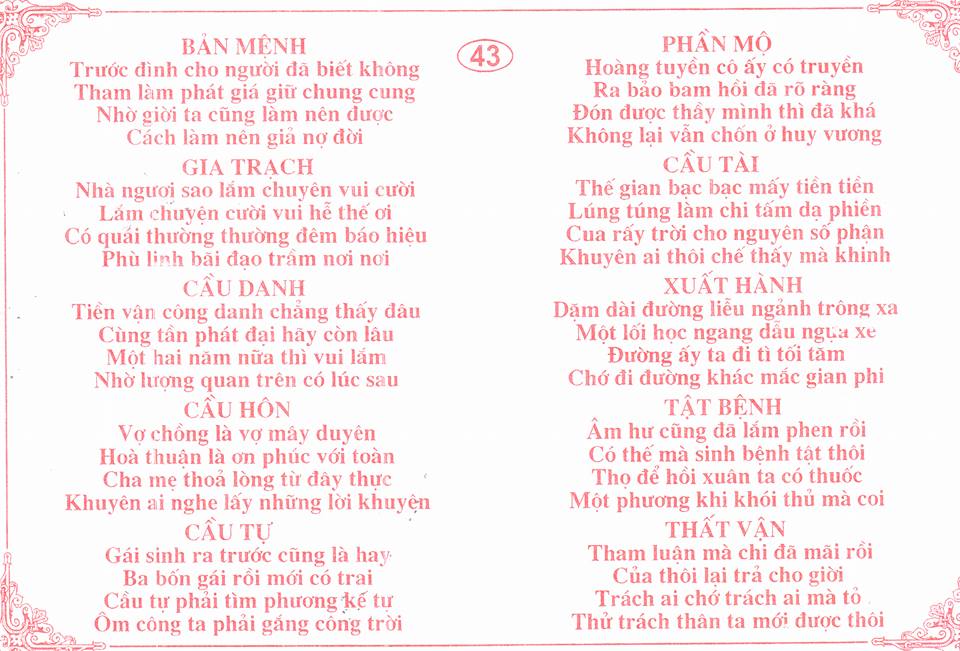 43
BẢN MỆNH
Trước đình cho người đã biết không
Tham làm phát giá giữ chung cung
Nhờ giời ta cũng làm nên được
Cách làm nên giả nợ đời
GIA TRẠCH
Nhà ngươi sao lắm chuyên vui cười
Lắm chuyện cười vui hễ thế ơi
Có quái thường thường đêm báo hiệu
Phù linh bãi đạo trầm nơi nơi
CẦU DANH
Tiền vận công danh chẳng thấy đâu
Cùng tần phát đại hãy còn lâu
Một hai năm nữa thì vui lắm
Nhờ lượng quan trên có lúc sau
CẦU HÔN
Vợ chồng là vợ mây duyên
Hoà thuận là ơn phúc với toàn
Cha mẹ thoả lòng từ đây thực
Khuyên ai nghe lấy những lời khuyện
CẦU TỰ
Gái sinh ra trước cũng là hay
Ba bốn gái rồi mới có trai
Cầu tự phải tìm phương kế tự
Ôm công ta phải gắng công trời
PHẦN MỘ
Hoàng tuyền cô ấy có truyền
Ra bảo bam hồi đã rõ ràng
Đón được thầy mình thì đã khá
Không lại vẫn chốn ở huy vương
CẦU TÀI
Thế gian bạc bạc mấy tiền tiền
Lúng túng làm chi tấm dạ phiền
Cua rấy trời cho nguyên số phận
Khuyên ai thôi chế thấy mà khinh
XUẤT HÀNH
Dặm dài đường liễu ngảnh trông xa
Một lối học ngang dẫu ngựa xe
Đường ấy ta đi tì tối tăm
Chớ đi đường khác mắc gian phi
TẬT BỆNH
Âm hư cũng đã lắm phen rồi
Có thế mà sinh bệnh tật thôi
Thọ để hồi xuân ta có thuốc
Một phương khi khói thủ mà coi
THẤT VẬN
Tham luận mà chi đã mãi rồi
Của thôi lại trả cho giời
Trách ai chớ trách ai mà tỏ
Thử trách thân ta mới được thôi